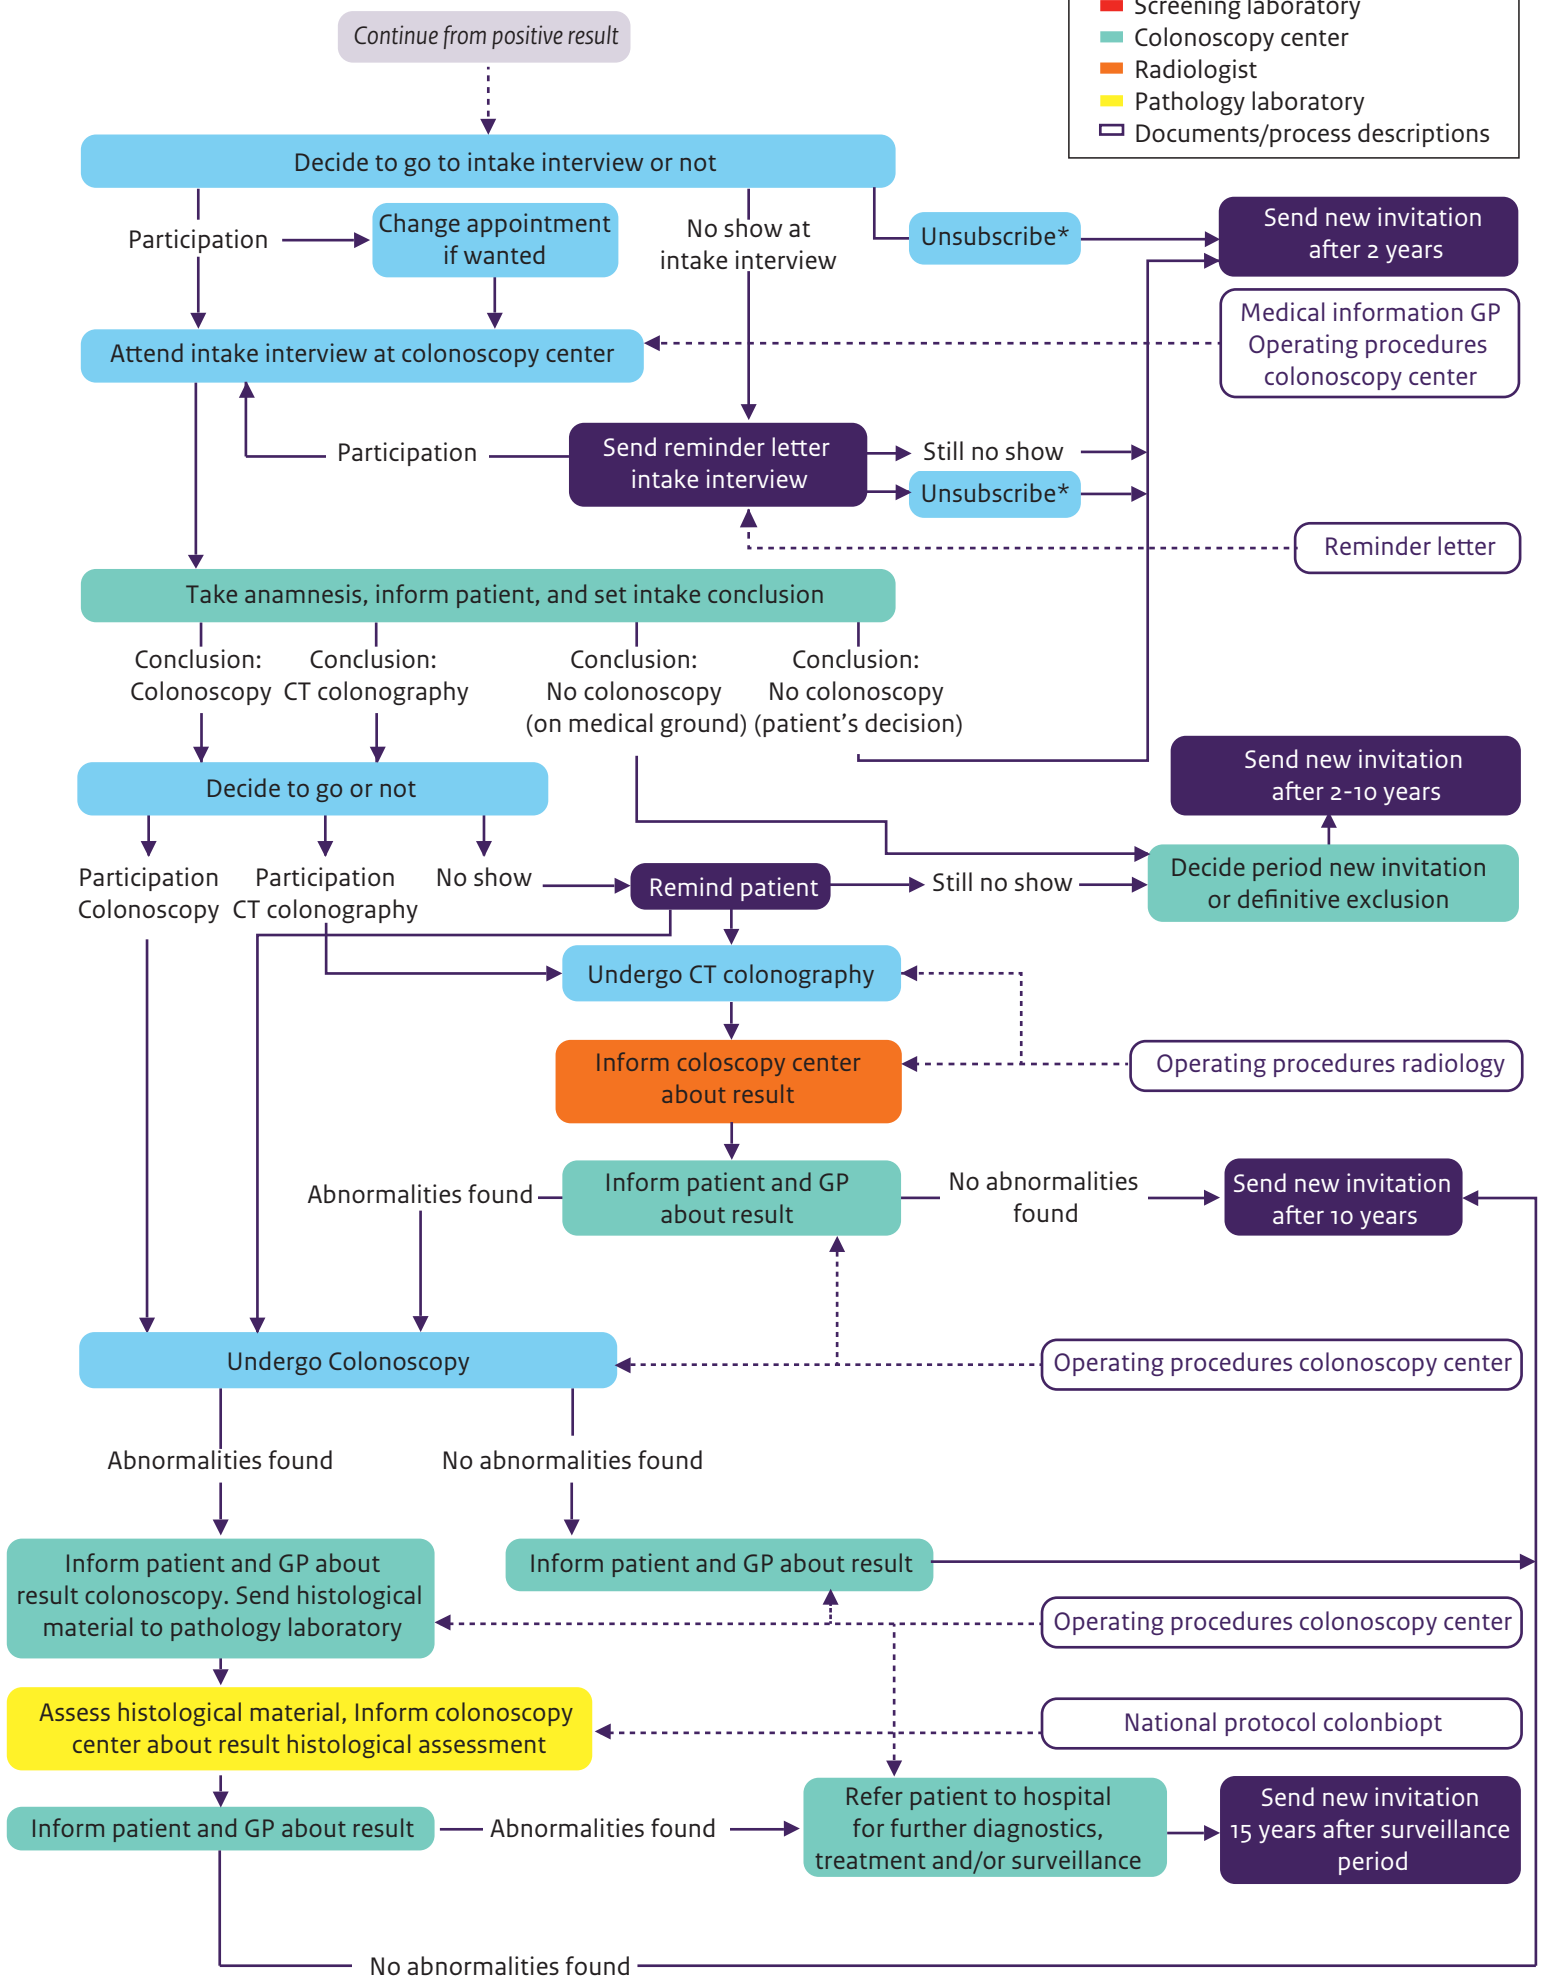 Screening laboratory
Colonoscopy center
Radiologist
Pathology laboratory
Documents/process descriptions
Continue from positive result
Decide to go to intake interview or not
Participation
Change appointment
if wanted
No show at
intake interview
Unsubscribe*
Send new invitation
after 2 years
Medical information GP
Operating procedures
colonoscopy center
Attend intake interview at colonoscopy center
Participation
Send reminder letter
intake interview
Still no show
Unsubscribe*
Reminder letter
Take anamnesis, inform patient, and set intake conclusion
Conclusion:
Colonoscopy
Conclusion:
CT colonography
Conclusion:
No colonoscopy
(on medical ground)
Conclusion:
No colonoscopy
(patient's decision)
Decide to go or not
Send new invitation
after 2-10 years
Participation
Colonoscopy
Participation
CT colonography
No show
Remind patient
Still no show
Decide period new invitation
or definitive exclusion
Undergo CT colonography
Inform coloscopy center
about result
Operating procedures radiology
Abnormalities found
Inform patient and GP
about result
No abnormalities
found
Send new invitation
after 10 years
Undergo Colonoscopy
Operating procedures colonoscopy center
Abnormalities found
No abnormalities found
Inform patient and GP about
result colonoscopy. Send histological
material to pathology laboratory
Inform patient and GP about result
Operating procedures colonoscopy center
Assess histological material, Inform colonoscopy
center about result histological assessment
National protocol colonbiopt
Inform patient and GP about result
Abnormalities found
Refer patient to hospital
for further diagnostics,
treatment and/or surveillance
Send new invitation
15 years after surveillance
period
No abnormalities found